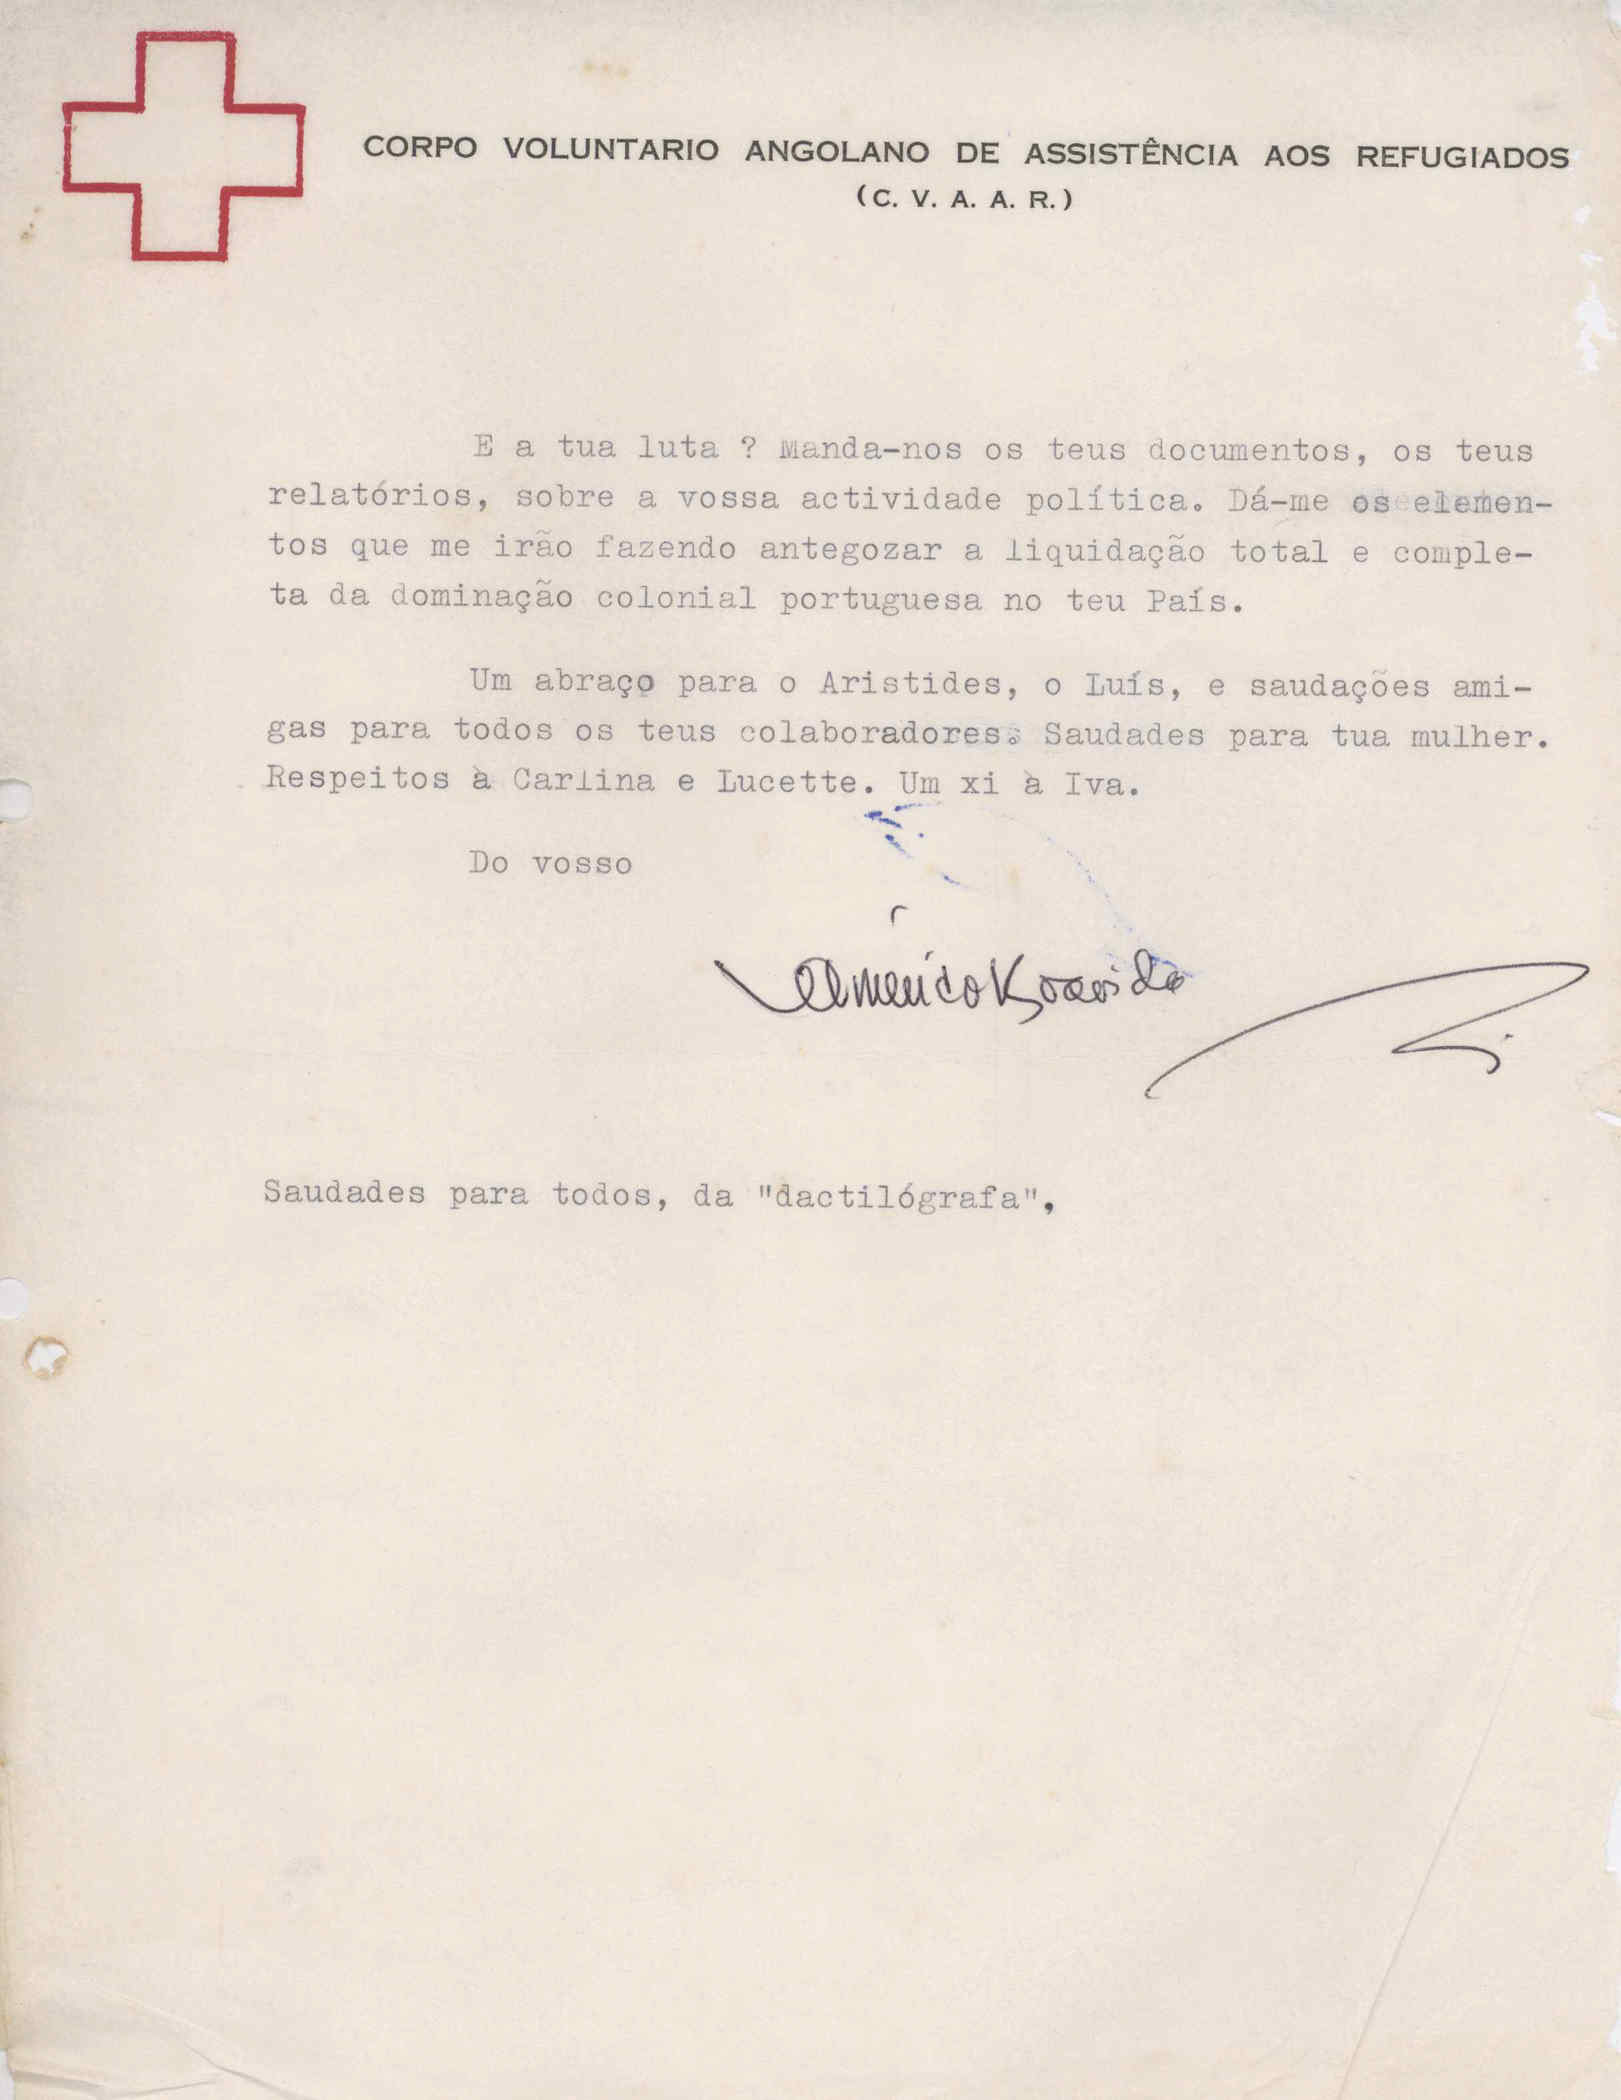 CORPO VOLUNTARIO ANGOLANO DE ASSISTÊNCIA AOS REFUGIADOS
(C. V. A. A. R.)
E a tua luta ? Manda-nos os teus documentos, os teus
relatórios, sobre a vossa actividade política. Dá-me os elemen-
tos que me irão fazendo antegozar a liquidação total e comple-
ta da dominação colonial portuguesa no teu País.
Um abraço para o Aristides, o Luís, e saudações ami-
gas para todos os teus colaboradores. Saudades para tua mulher.
Respeitos à Carlina e Lucette. Um xi à Iva.
Do vosso
Américo Boavida
Saudades para todos, da "dactilógrafa",